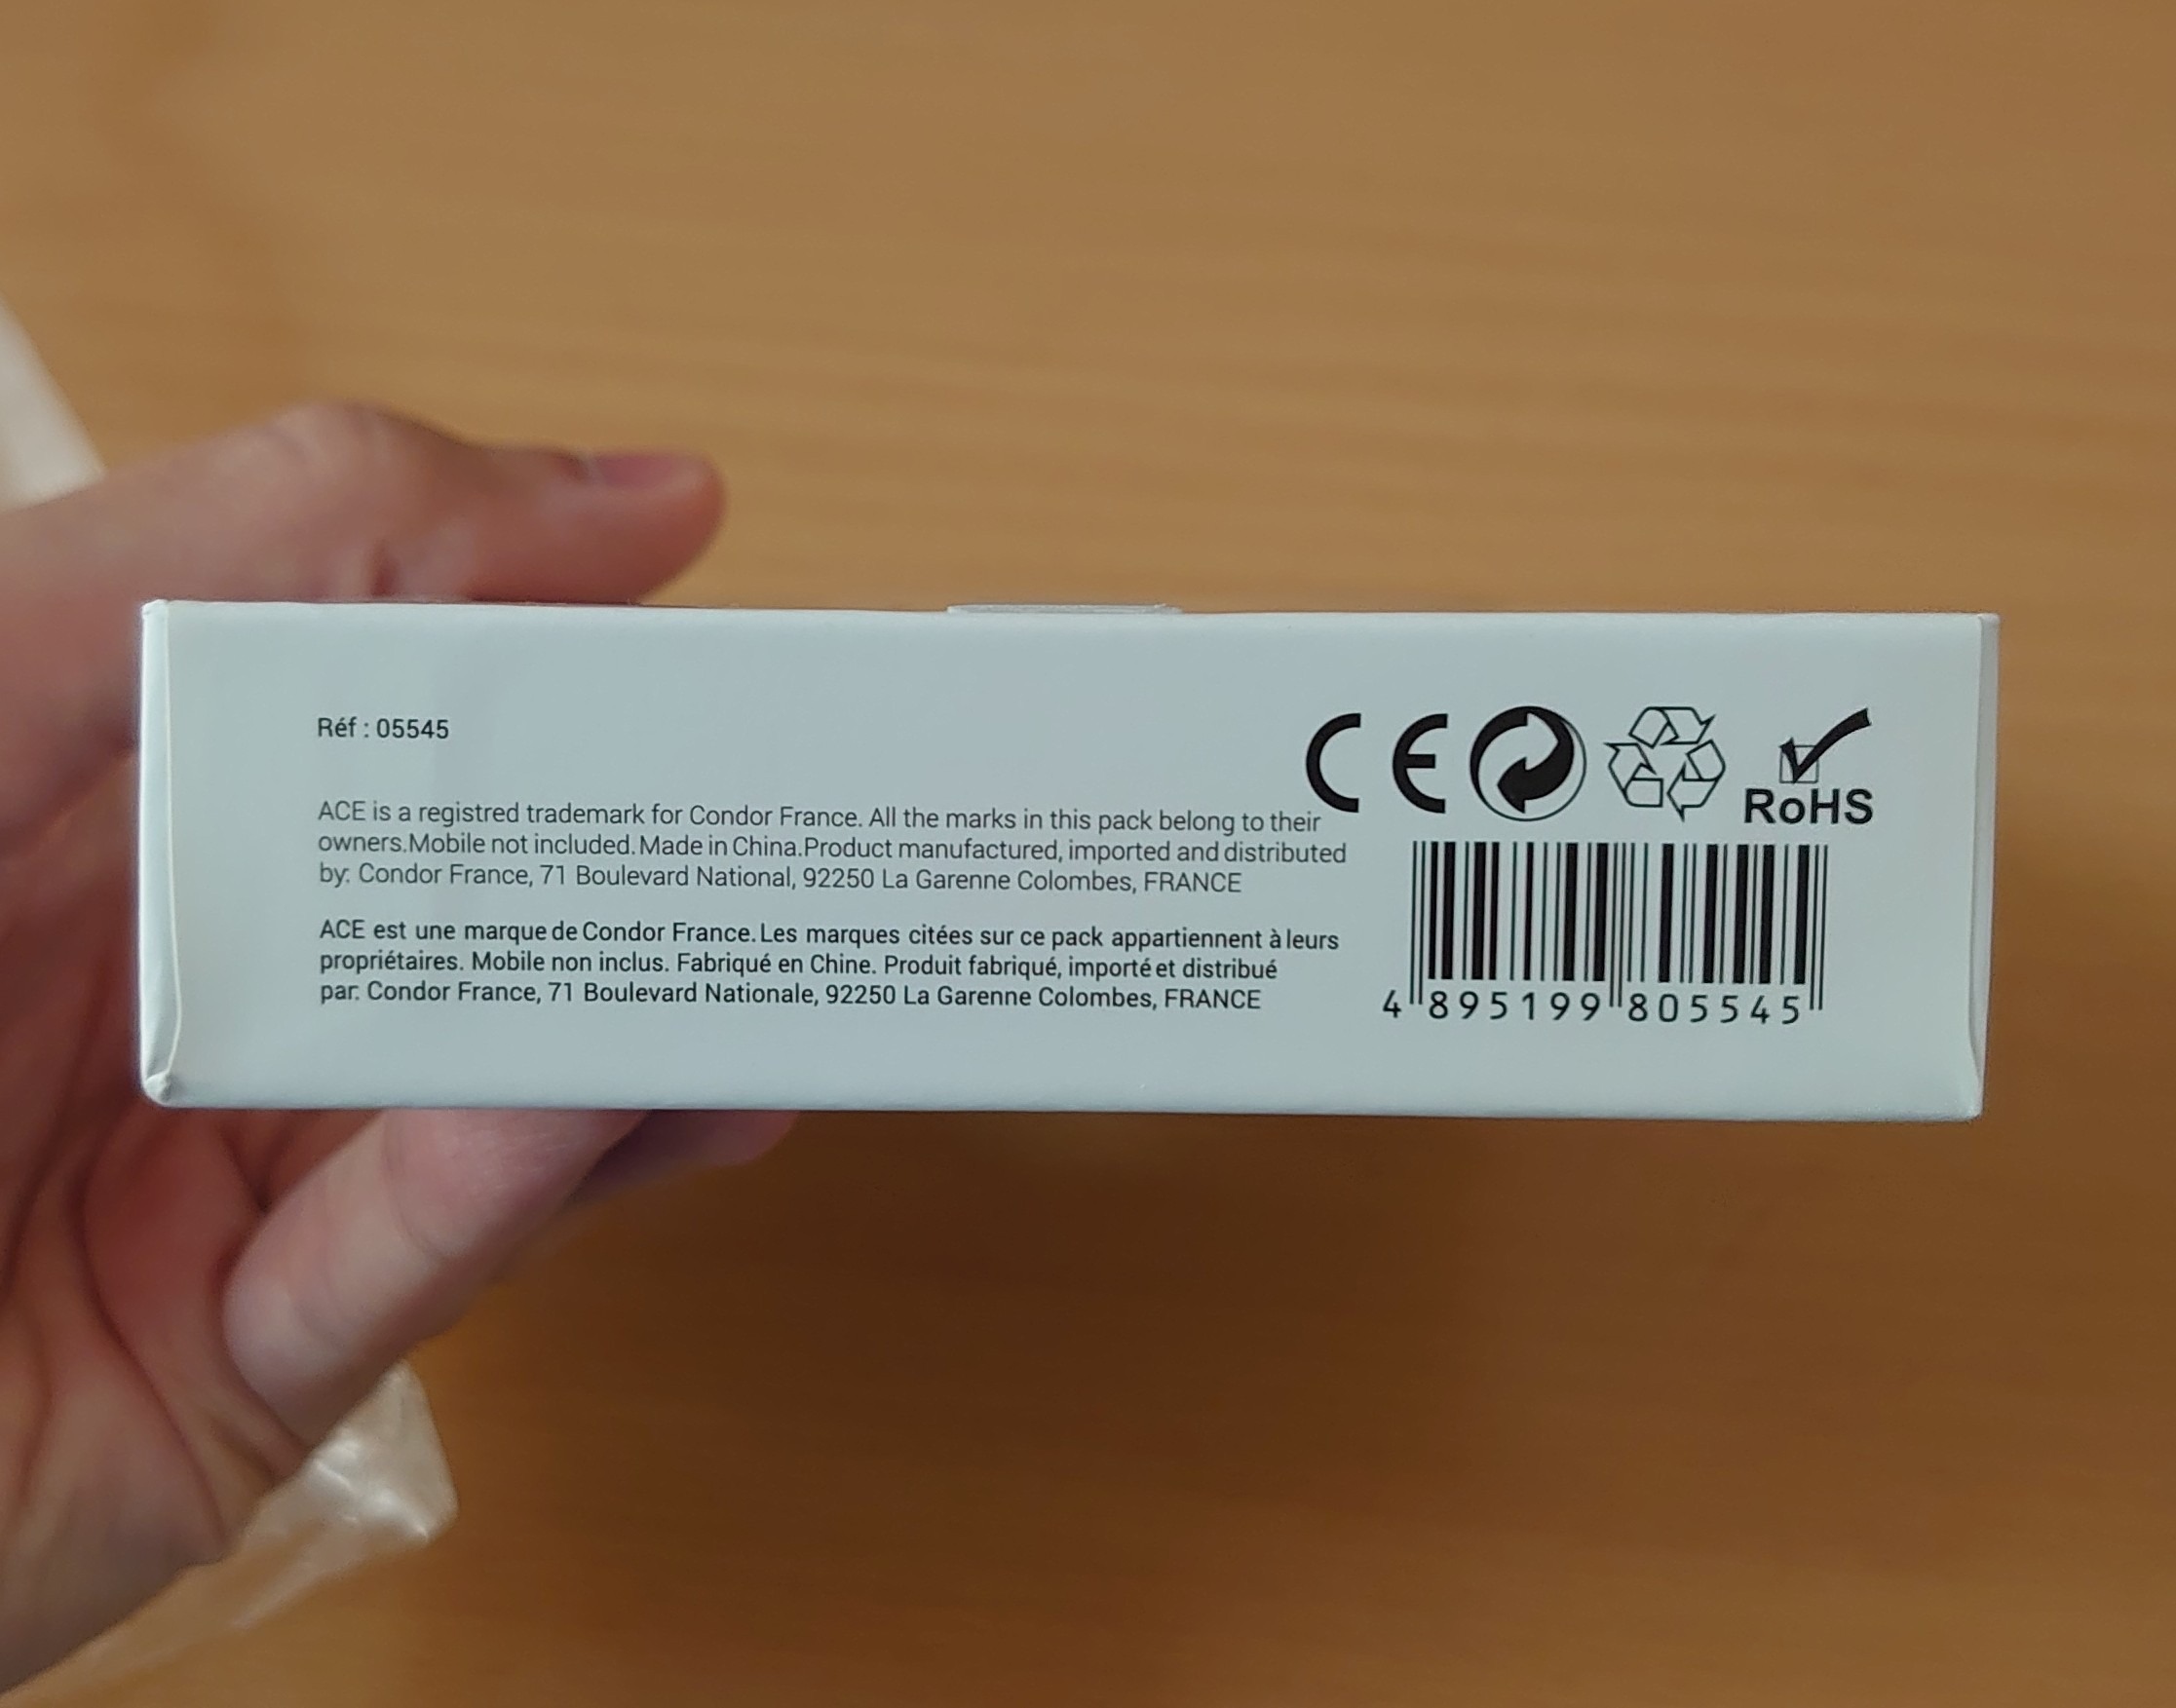 Réf : 05545
ACE is a registred trademark for Condor France. All the marks in this pack belong to their
owners.Mobile not included. Made in China.Product manufactured, imported and distributed
by: Condor France, 71 Boulevard National, 92250 La Garenne Colombes, FRANCE
ACE est une marque de Condor France. Les marques citées sur ce pack appartiennent à leurs
propriétaires. Mobile non inclus. Fabriqué en Chine. Produit fabriqué, importé et distribué
par: Condor France, 71 Boulevard Nationale, 92250 La Garenne Colombes, FRANCE
CE
RoHS
4 895199 805545